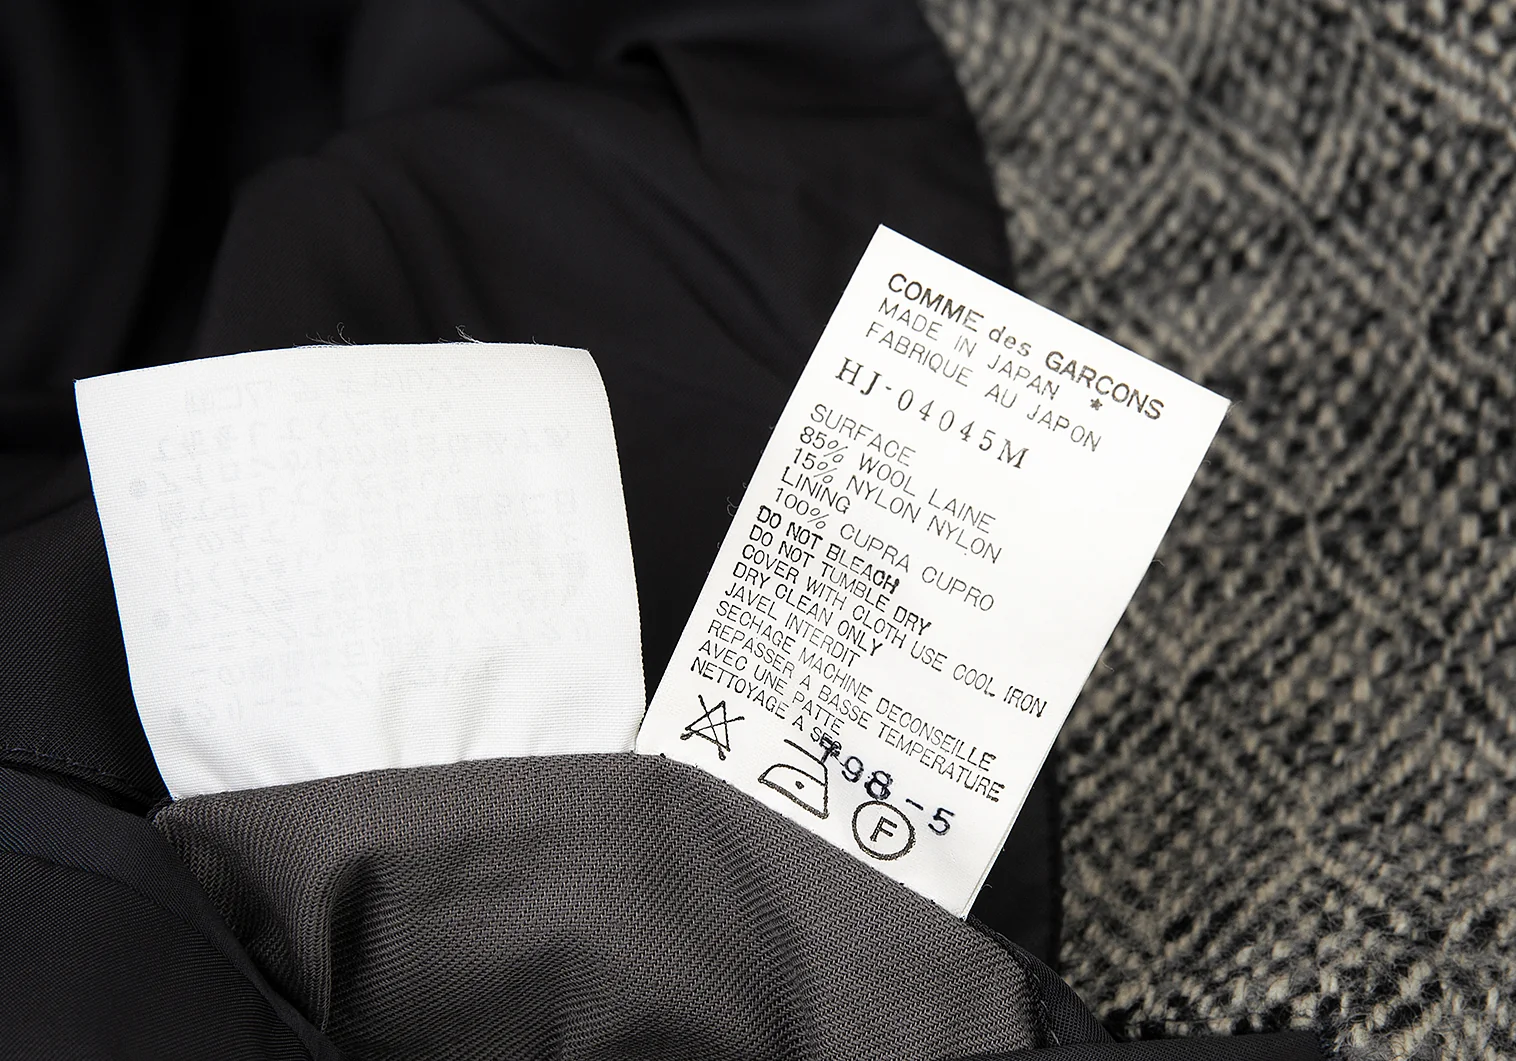 COMME des GARCONS
MADE IN JAPAN *
FABRIQUE AU JAPON
HJ-04045M
SURFACE
85% WOOL LAINE
15% NYLON NYLON
LINING
100% CUPRA CUPRO
DO NOT BLEACH
DO NOT TUMBLE DRY
COVER WITH CLOTH USE COOL IRON
DRY CLEAN ONLY
JAVEL INTERDIT
SECHAGE MACHINE DECONSEILLE
REPASSER A BASSE TEMPERATURE
AVEC UNE PATTE
NETTOYAGE A SEC
'98-5
F